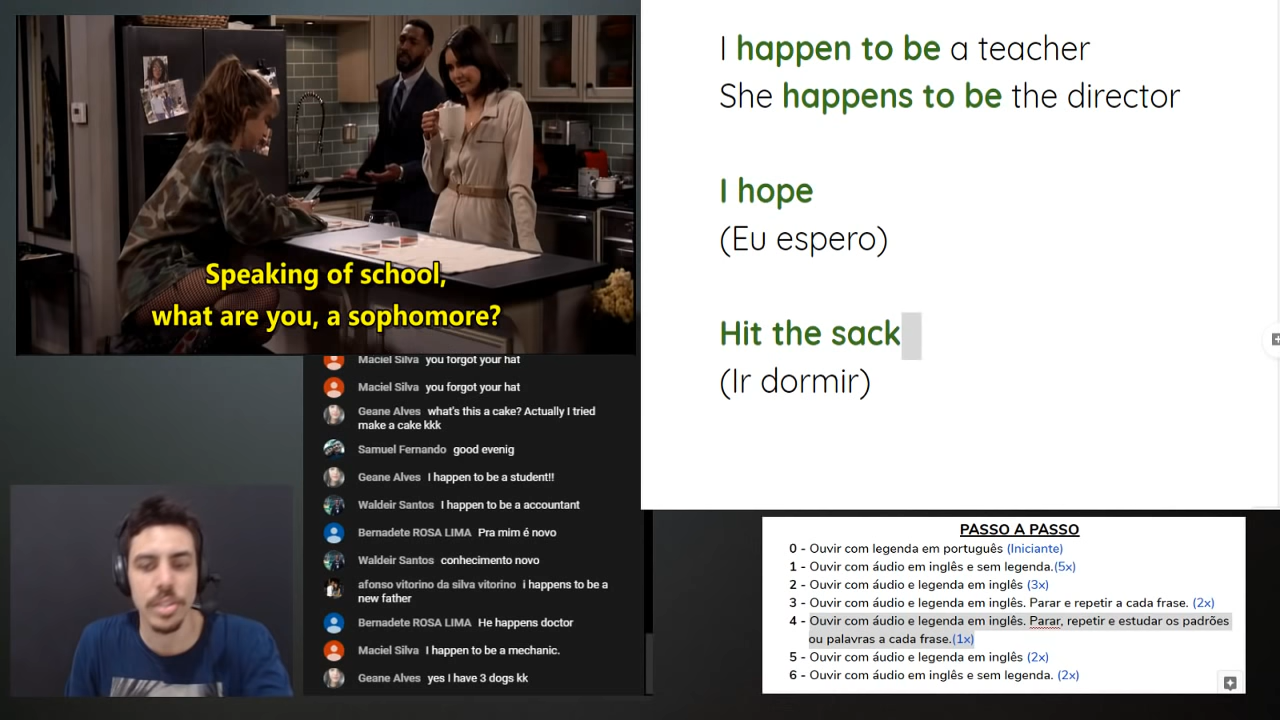 Speaking of school,
what are you, a sophomore?
I happen to be a teacher
She happens to be the director
I hope
(Eu espero)
Hit the sack
(Ir dormir)
Maciel Silva you forgot your hat
Maciel Silva you forgot your hat
Geane Alves what's this a cake? Actually I tried
make a cake kkk
Samuel Fernando good evenig
Geane Alves I happen to be a student!!
Waldeir Santos I happen to be a accountant
Bernadete ROSA LIMA Pra mim é novo
Waldeir Santos conhecimento novo
afonso vitorino da silva vitorino i happens to be a
new father
Bernadete ROSA LIMA He happens doctor
Maciel Silva I happen to be a mechanic.
Geane Alves yes I have 3 dogs kk
PASSO A PASSO
0 - Ouvir com legenda em português (Iniciante)
1 - Ouvir com áudio em inglês e sem legenda.(5x)
2 - Ouvir com áudio e legenda em inglês (3x)
3 - Ouvir com áudio e legenda em inglês. Parar e repetir a cada frase. (2x)
4 - Ouvir com áudio e legenda em inglês. Parar, repetir e estudar os padrões
ou palavras a cada frase.(1x)
5 - Ouvir com áudio e legenda em inglês (2x)
6 - Ouvir com áudio em inglês e sem legenda. (2x)